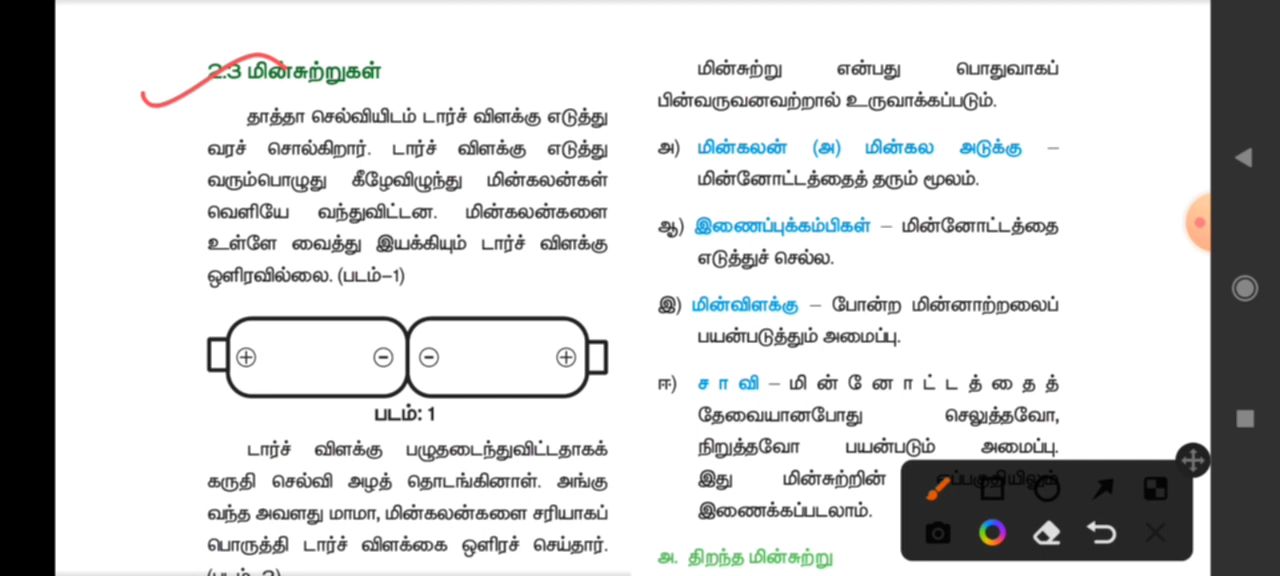 2.3 மின்சுற்றுகள்
தாத்தா செல்வியிடம் டார்ச் விளக்கு எடுத்து
வரச் சொல்கிறார். டார்ச் விளக்கு எடுத்து
வரும்பொழுது கீழேவிழுந்து மின்கலன்கள்
வெளியே வந்துவிட்டன. மின்கலன்களை
உள்ளே வைத்து இயக்கியும் டார்ச் விளக்கு
ஒளிரவில்லை. (படம்–1)
+ − − +
படம்: 1
டார்ச் விளக்கு பழுதடைந்துவிட்டதாகக்
கருதி செல்வி அழத் தொடங்கினாள். அங்கு
வந்த அவளது மாமா, மின்கலன்களை சரியாகப்
பொருத்தி டார்ச் விளக்கை ஒளிரச் செய்தார்.
(படம்–2)
மின்சுற்று என்பது பொதுவாகப்
பின்வருவனவற்றால் உருவாக்கப்படும்.
அ) மின்கலன் (அ) மின்கல அடுக்கு –
மின்னோட்டத்தைத் தரும் மூலம்.
ஆ) இணைப்புக்கம்பிகள் – மின்னோட்டத்தை
எடுத்துச் செல்ல.
இ) மின்விளக்கு – போன்ற மின்னாற்றலைப்
பயன்படுத்தும் அமைப்பு.
ஈ) சாவி – மின்னோட்டத்தைத்
தேவையானபோது செலுத்தவோ,
நிறுத்தவோ பயன்படும் அமைப்பு.
இது மின்சுற்றின் எப்பகுதியிலும்
இணைக்கப்படலாம்.
அ. திறந்த மின்சுற்று